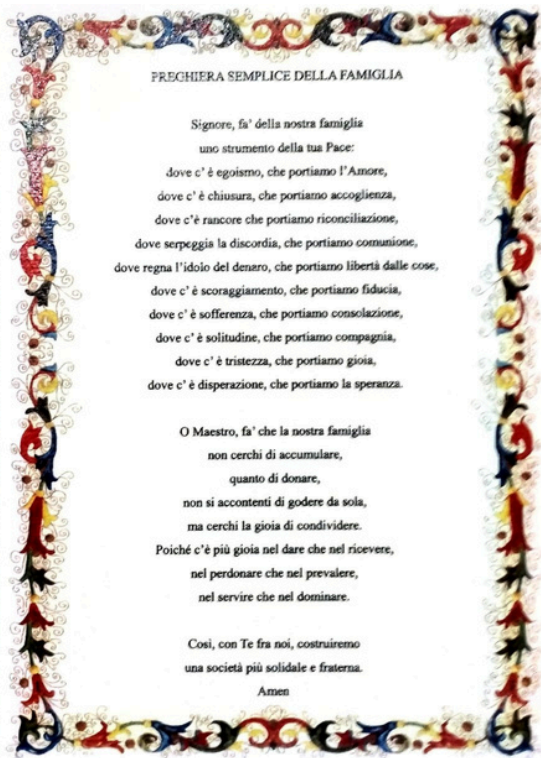 PREGHIERA SEMPLICE DELLA FAMIGLIA
Signore, fa' della nostra famiglia
uno strumento della tua Pace:
dove c' è egoismo, che portiamo l'Amore,
dove c' è chiusura, che portiamo accoglienza,
dove c'è rancore che portiamo riconciliazione,
dove serpeggia la discordia, che portiamo comunione,
dove regna l'idolo del denaro, che portiamo libertà dalle cose,
dove c' è scoraggiamento, che portiamo fiducia,
dove c' è sofferenza, che portiamo consolazione,
dove c' è solitudine, che portiamo compagnia,
dove c' è tristezza, che portiamo gioia,
dove c' è disperazione, che portiamo la speranza.
O Maestro, fa' che la nostra famiglia
non cerchi di accumulare,
quanto di donare,
non si accontenti di godere da sola,
ma cerchi la gioia di condividere.
Poiché c'è più gioia nel dare che nel ricevere,
nel perdonare che nel prevalere,
nel servire che nel dominare.
Così, con Te fra noi, costruiremo
una società più solidale e fraterna.
Amen